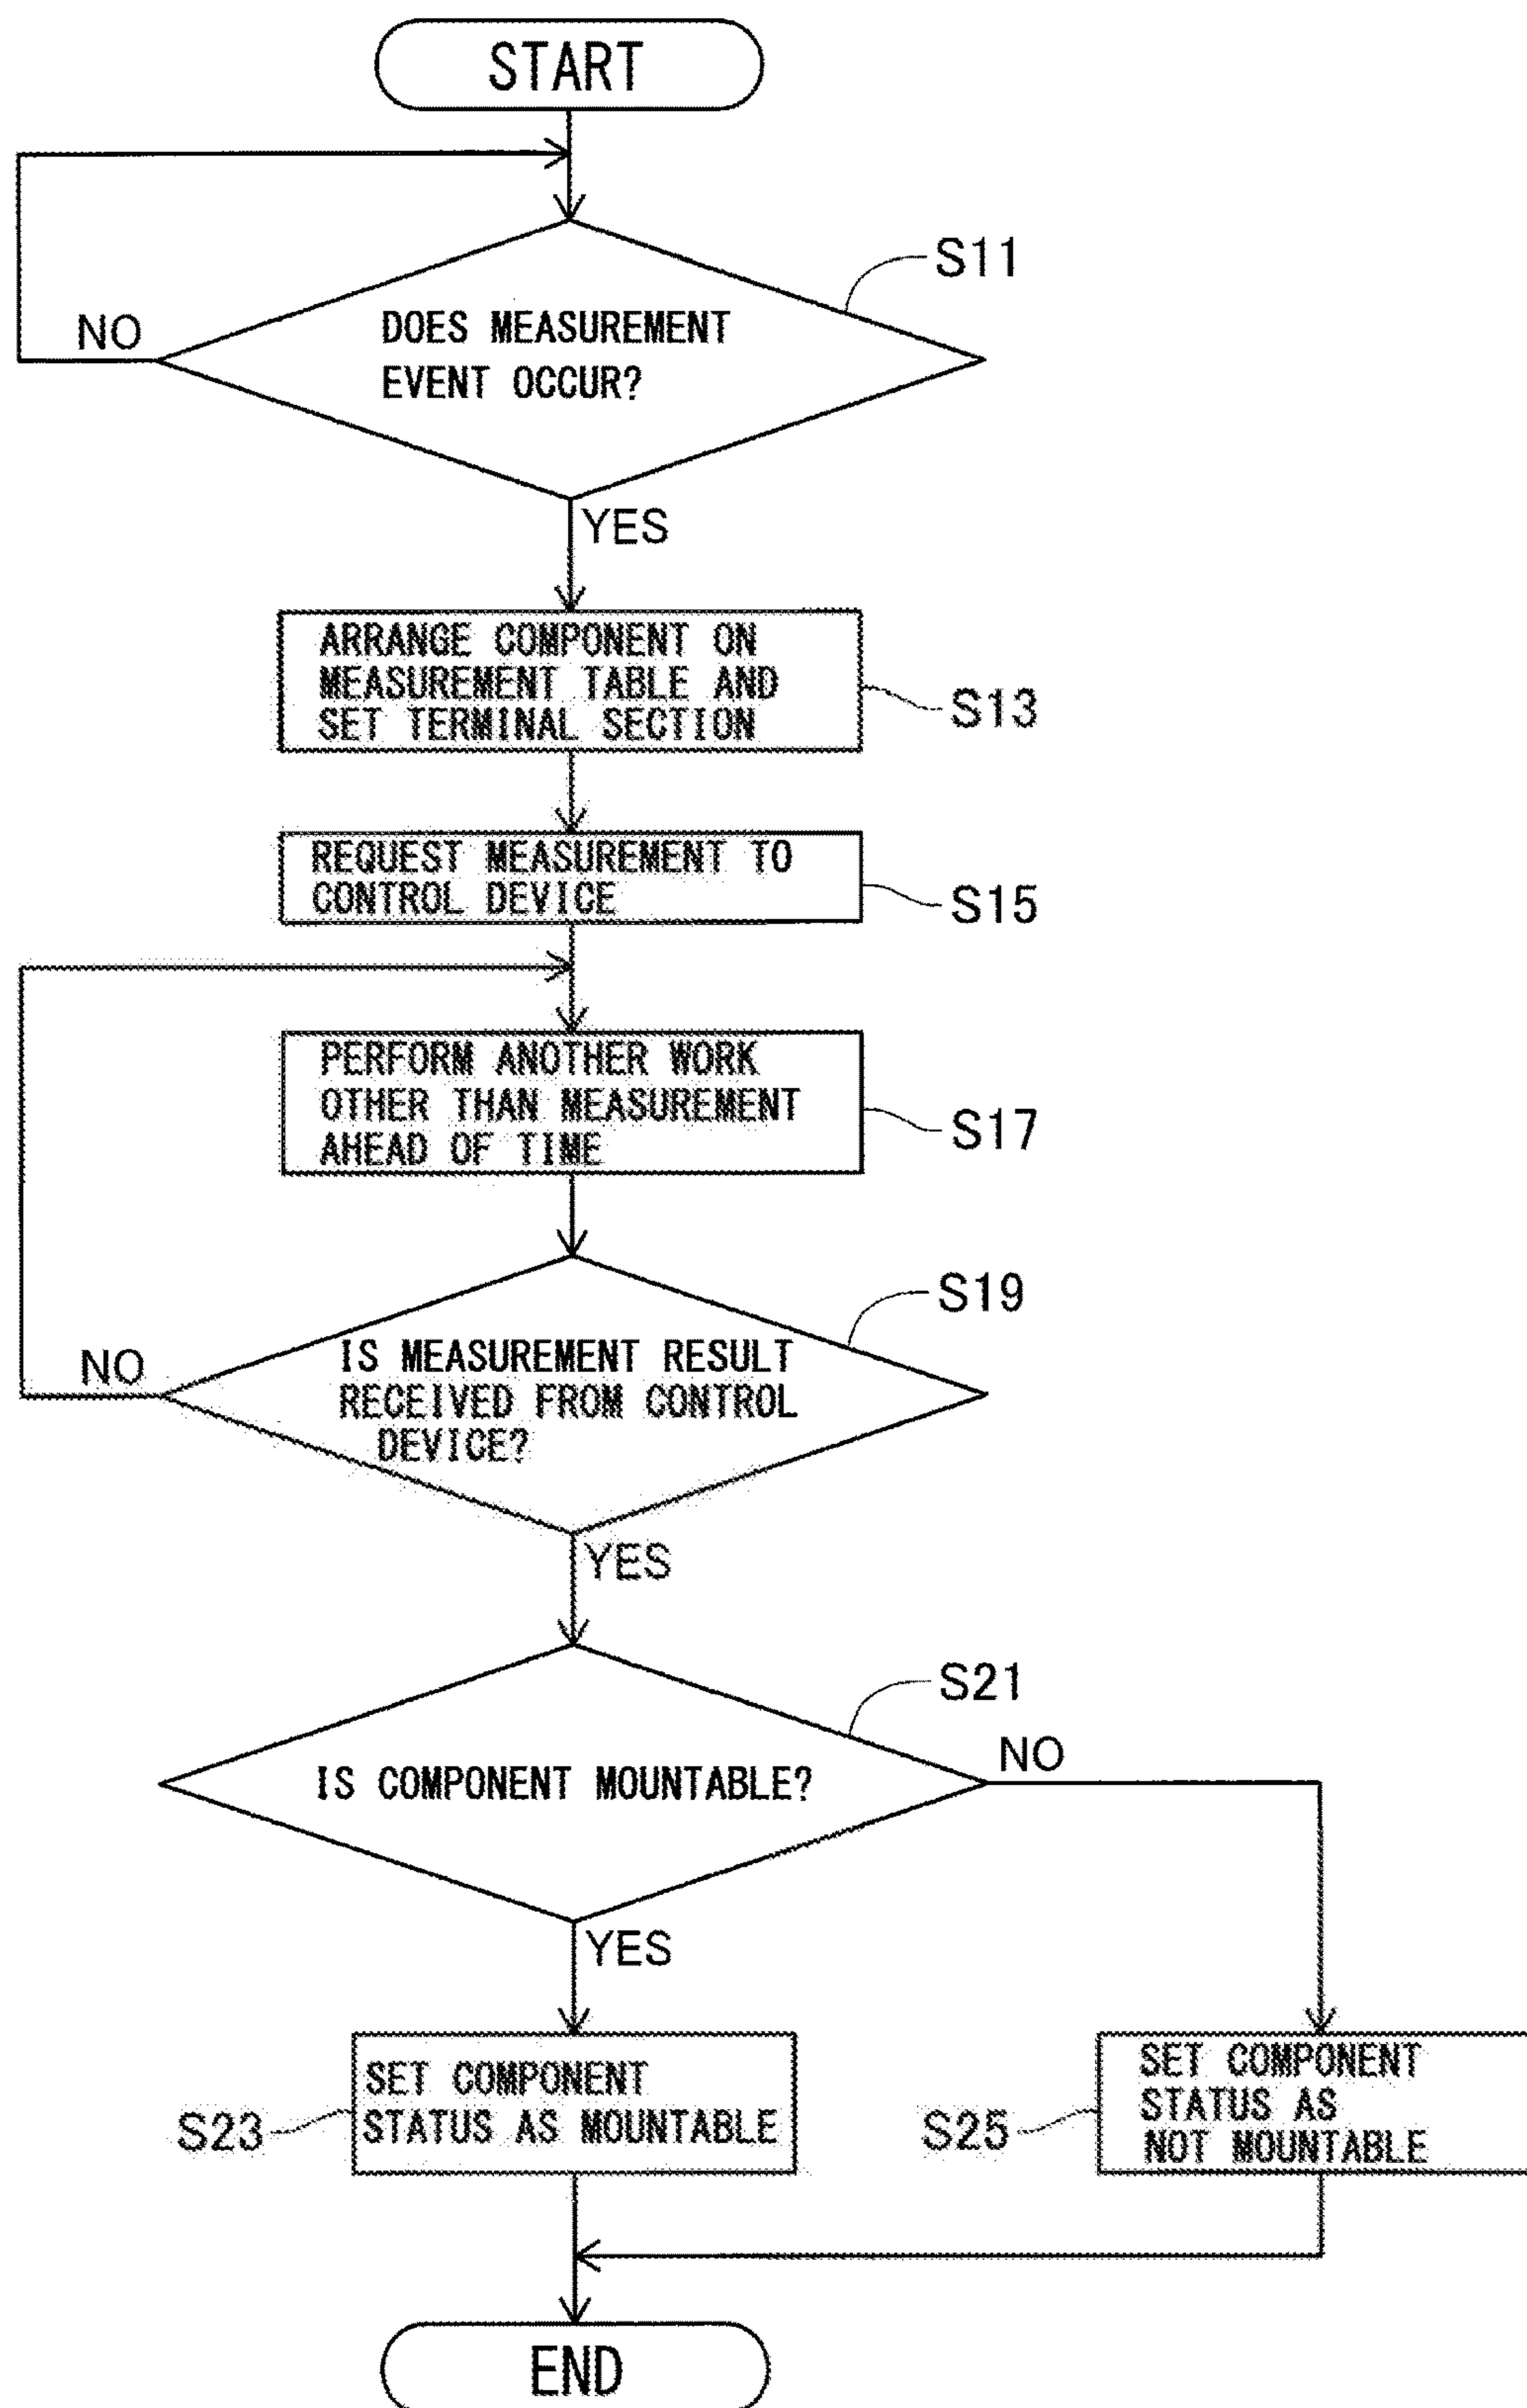 START
S11
DOES MEASUREMENT
EVENT OCCUR?
NO
YES
ARRANGE COMPONENT ON
MEASUREMENT TABLE AND
SET TERMINAL SECTION
S13
REQUEST MEASUREMENT TO
CONTROL DEVICE
S15
PERFORM ANOTHER WORK
OTHER THAN MEASUREMENT
AHEAD OF TIME
S17
S19
IS MEASUREMENT RESULT
RECEIVED FROM CONTROL
DEVICE?
NO
YES
S21
IS COMPONENT MOUNTABLE?
NO
YES
SET COMPONENT
STATUS AS MOUNTABLE
S23
SET COMPONENT
STATUS AS
NOT MOUNTABLE
S25
END